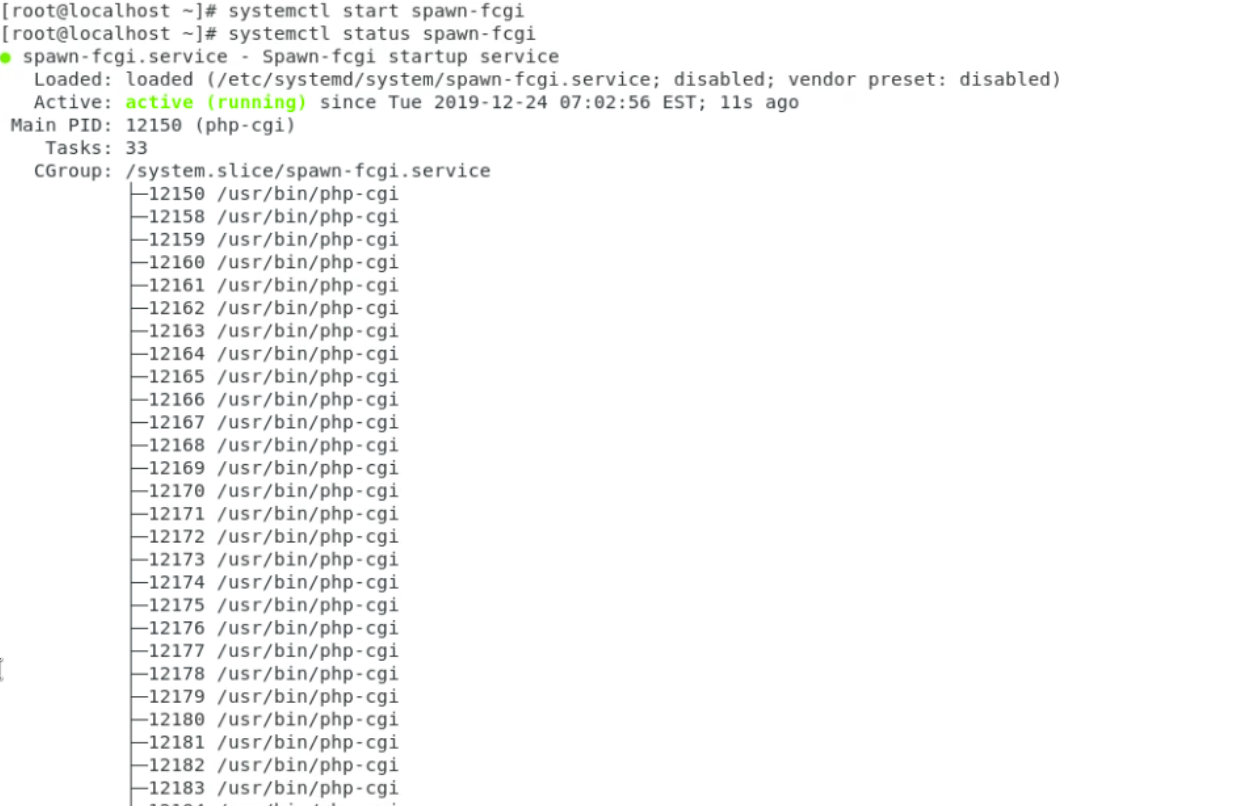 [root@localhost ~]# systemctl start spawn-fcgi
[root@localhost ~]# systemctl status spawn-fcgi
● spawn-fcgi.service - Spawn-fcgi startup service
   Loaded: loaded (/etc/systemd/system/spawn-fcgi.service; disabled; vendor preset: disabled)
   Active: active (running) since Tue 2019-12-24 07:02:56 EST; 11s ago
 Main PID: 12150 (php-cgi)
    Tasks: 33
   CGroup: /system.slice/spawn-fcgi.service
           ├─12150 /usr/bin/php-cgi
           ├─12158 /usr/bin/php-cgi
           ├─12159 /usr/bin/php-cgi
           ├─12160 /usr/bin/php-cgi
           ├─12161 /usr/bin/php-cgi
           ├─12162 /usr/bin/php-cgi
           ├─12163 /usr/bin/php-cgi
           ├─12164 /usr/bin/php-cgi
           ├─12165 /usr/bin/php-cgi
           ├─12166 /usr/bin/php-cgi
           ├─12167 /usr/bin/php-cgi
           ├─12168 /usr/bin/php-cgi
           ├─12169 /usr/bin/php-cgi
           ├─12170 /usr/bin/php-cgi
           ├─12171 /usr/bin/php-cgi
           ├─12172 /usr/bin/php-cgi
           ├─12173 /usr/bin/php-cgi
           ├─12174 /usr/bin/php-cgi
           ├─12175 /usr/bin/php-cgi
           ├─12176 /usr/bin/php-cgi
           ├─12177 /usr/bin/php-cgi
           ├─12178 /usr/bin/php-cgi
           ├─12179 /usr/bin/php-cgi
           ├─12180 /usr/bin/php-cgi
           ├─12181 /usr/bin/php-cgi
           ├─12182 /usr/bin/php-cgi
           ├─12183 /usr/bin/php-cgi